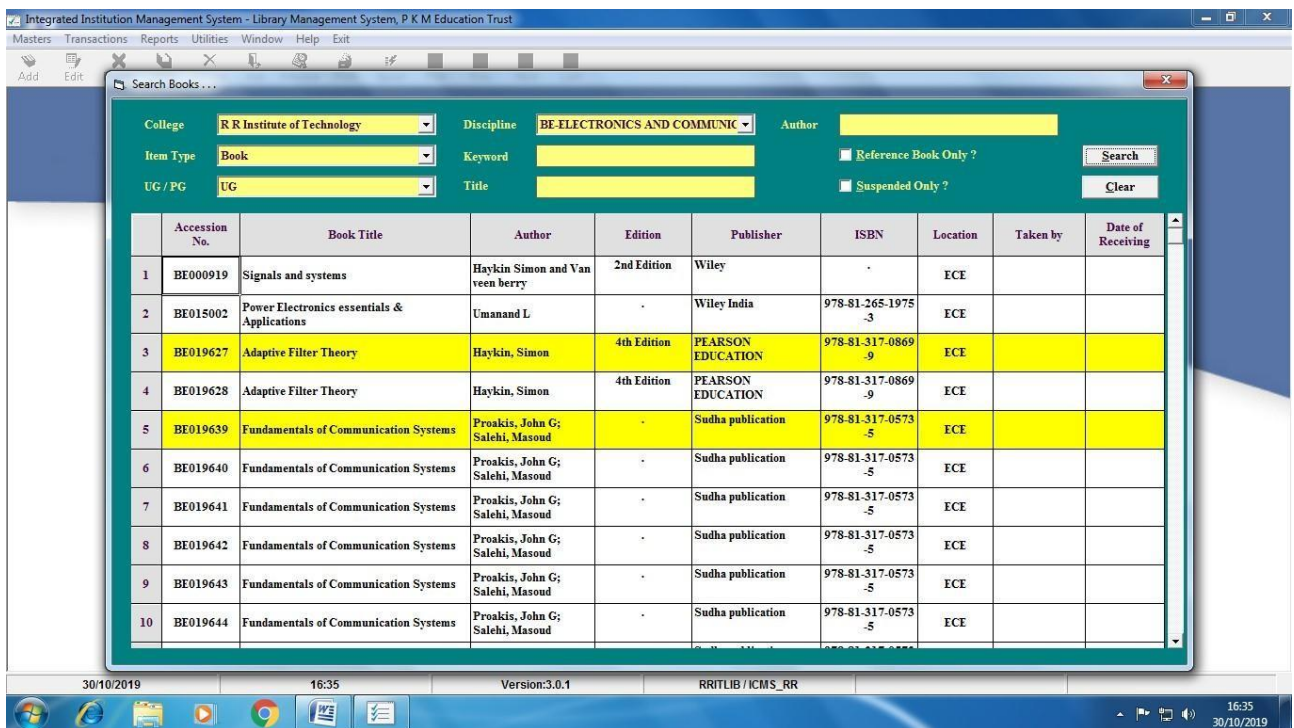 Integrated Institution Management System - Library Management System, P K M Education Trust
Masters Transactions Reports Utilities Window Help Exit
Add Edit
Search Books . . .
College R R Institute of Technology Discipline BE-ELECTRONICS AND COMMUNIC Author
Item Type Book Keyword Reference Book Only ? Search
UG / PG UG Title Suspended Only ? Clear
Accession No. Book Title Author Edition Publisher ISBN Location Taken by Date of Receiving
1 BE000919 Signals and systems Haykin Simon and Van veen berry 2nd Edition Wiley . ECE
2 BE015002 Power Electronics essentials & Applications Umanand L . Wiley India 978-81-265-1975-3 ECE
3 BE019627 Adaptive Filter Theory Haykin, Simon 4th Edition PEARSON EDUCATION 978-81-317-0869-9 ECE
4 BE019628 Adaptive Filter Theory Haykin, Simon 4th Edition PEARSON EDUCATION 978-81-317-0869-9 ECE
5 BE019639 Fundamentals of Communication Systems Proakis, John G; Salehi, Masoud . Sudha publication 978-81-317-0573-5 ECE
6 BE019640 Fundamentals of Communication Systems Proakis, John G; Salehi, Masoud . Sudha publication 978-81-317-0573-5 ECE
7 BE019641 Fundamentals of Communication Systems Proakis, John G; Salehi, Masoud . Sudha publication 978-81-317-0573-5 ECE
8 BE019642 Fundamentals of Communication Systems Proakis, John G; Salehi, Masoud . Sudha publication 978-81-317-0573-5 ECE
9 BE019643 Fundamentals of Communication Systems Proakis, John G; Salehi, Masoud . Sudha publication 978-81-317-0573-5 ECE
10 BE019644 Fundamentals of Communication Systems Proakis, John G; Salehi, Masoud . Sudha publication 978-81-317-0573-5 ECE
30/10/2019 16:35 Version:3.0.1 RRITLIB / ICMS_RR
16:35
30/10/2019